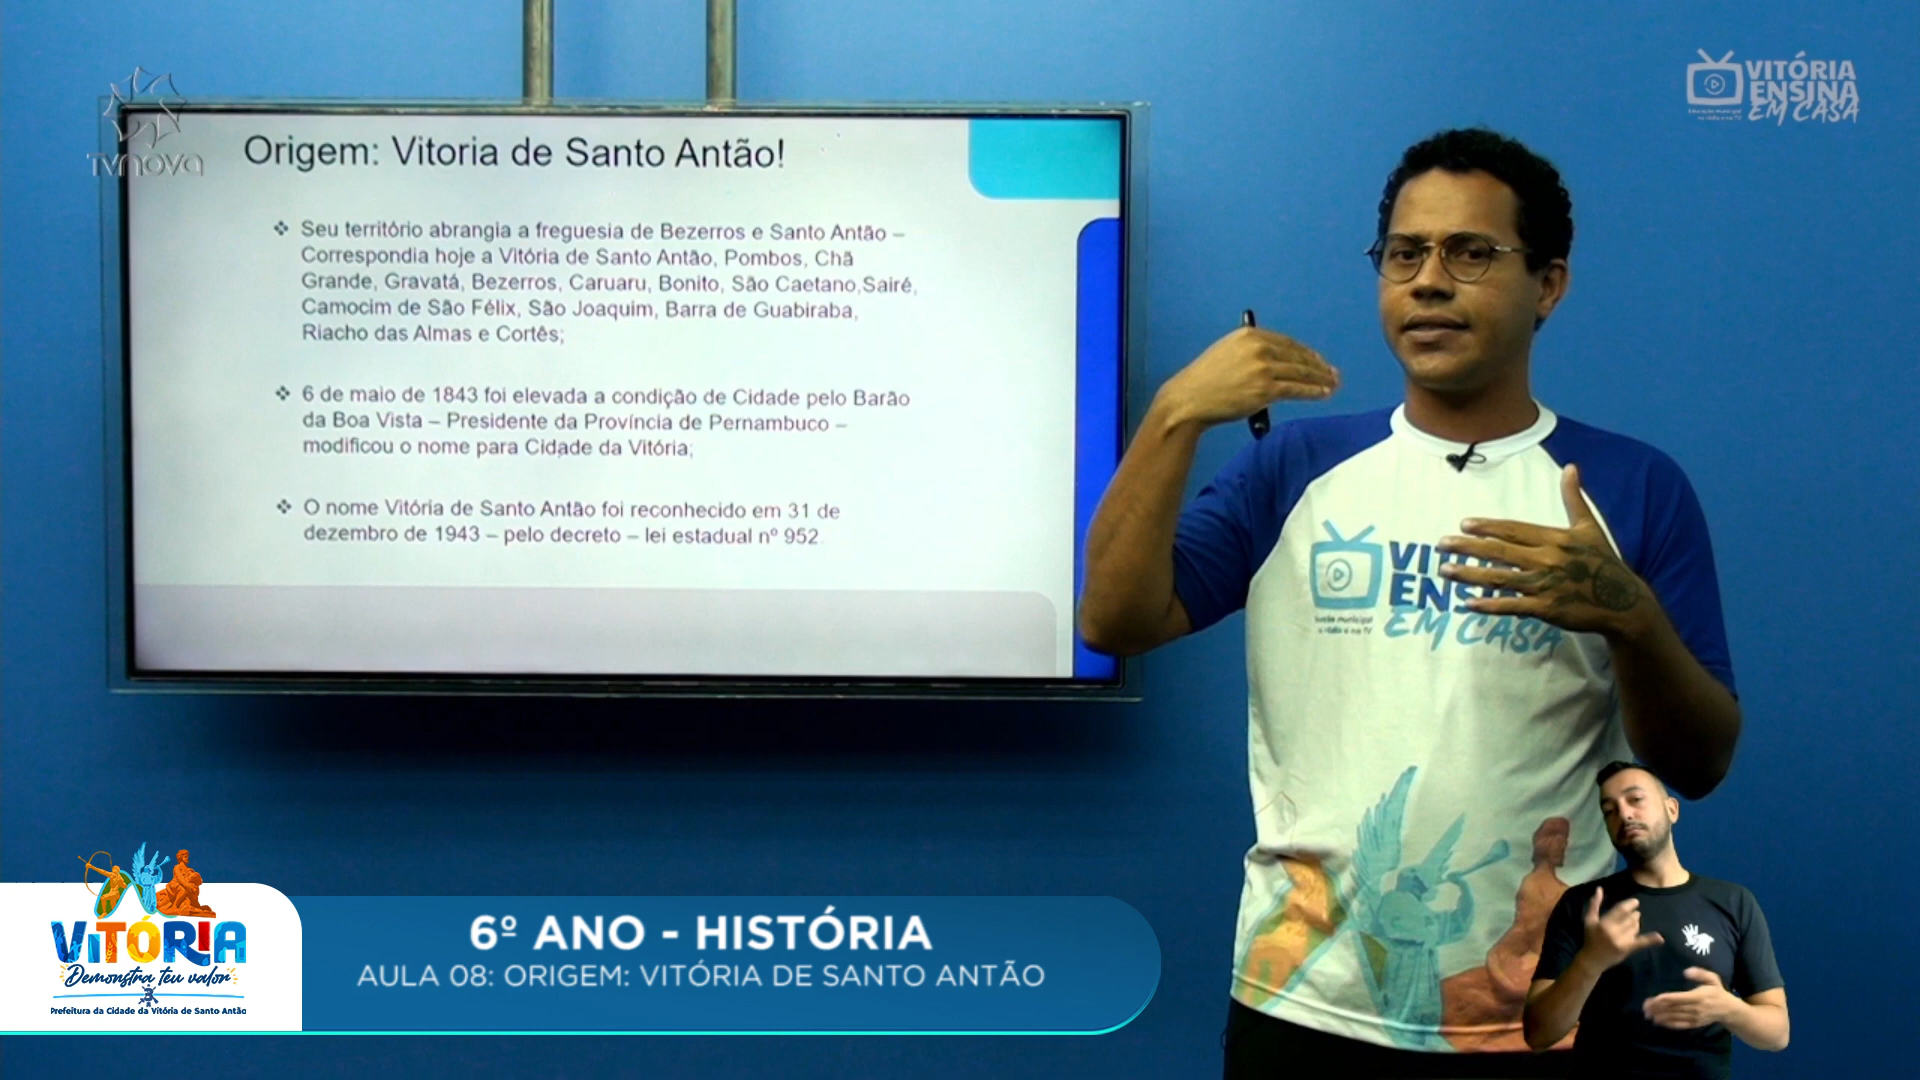 TVNOVA
VITÓRIA
ENSINA
EM CASA
Origem: Vitoria de Santo Antão!
❖ Seu território abrangia a freguesia de Bezerros e Santo Antão –
Correspondia hoje a Vitória de Santo Antão, Pombos, Chã
Grande, Gravatá, Bezerros, Caruaru, Bonito, São Caetano,Sairé,
Camocim de São Félix, São Joaquim, Barra de Guabiraba,
Riacho das Almas e Cortês;
❖ 6 de maio de 1843 foi elevada a condição de Cidade pelo Barão
da Boa Vista – Presidente da Província de Pernambuco –
modificou o nome para Cidade da Vitória;
❖ O nome Vitória de Santo Antão foi reconhecido em 31 de
dezembro de 1943 – pelo decreto – lei estadual nº 952.
ENS
EM CASA
6º ANO - HISTÓRIA
AULA 08: ORIGEM: VITÓRIA DE SANTO ANTÃO
VITÓRIA
Demonstra teu valor
Prefeitura da Cidade da Vitória de Santo Antão